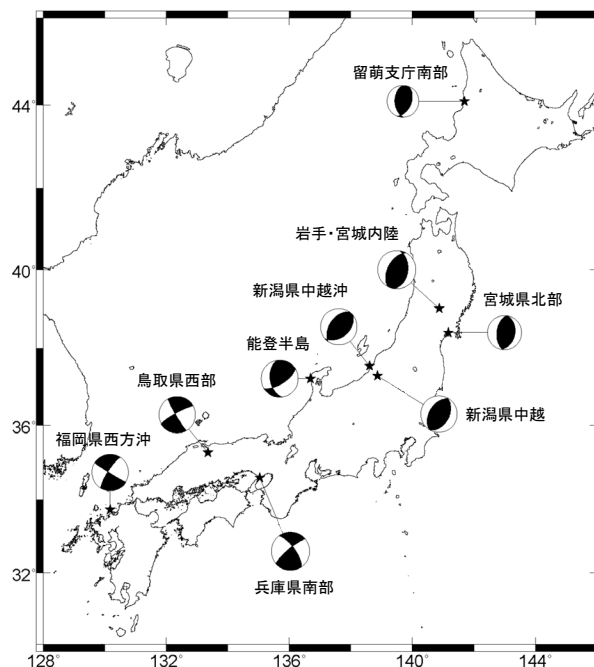 留萌支庁南部
44°
岩手・宮城内陸
40°
新潟県中越沖
宮城県北部
能登半島
鳥取県西部
新潟県中越
36°
福岡県西方沖
兵庫県南部
32°
128° 132° 136° 140° 144°